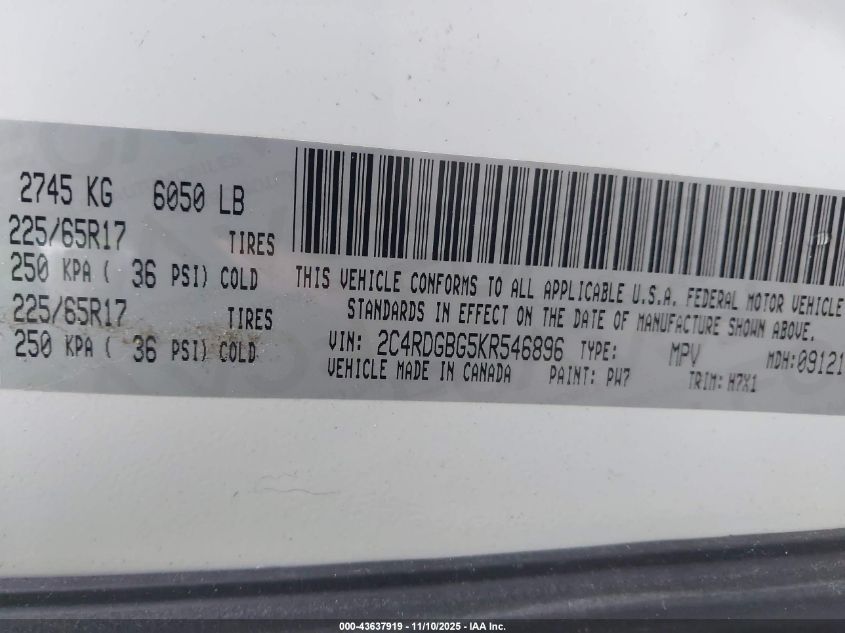 2745 KG 6050 LB
225/65R17 TIRES
250 KPA ( 36 PSI) COLD
225/65R17 TIRES
250 KPA ( 36 PSI) COLD
THIS VEHICLE CONFORMS TO ALL APPLICABLE U.S.A. FEDERAL MOTOR VEHICLE
STANDARDS IN EFFECT ON THE DATE OF MANUFACTURE SHOWN ABOVE.
VIN: 2C4RDGBG5KR546896 TYPE: MPV MDH:09121
VEHICLE MADE IN CANADA PAINT: PW7 TRIM: H7X1
000-43637919 - 11/10/2025 - IAA Inc.